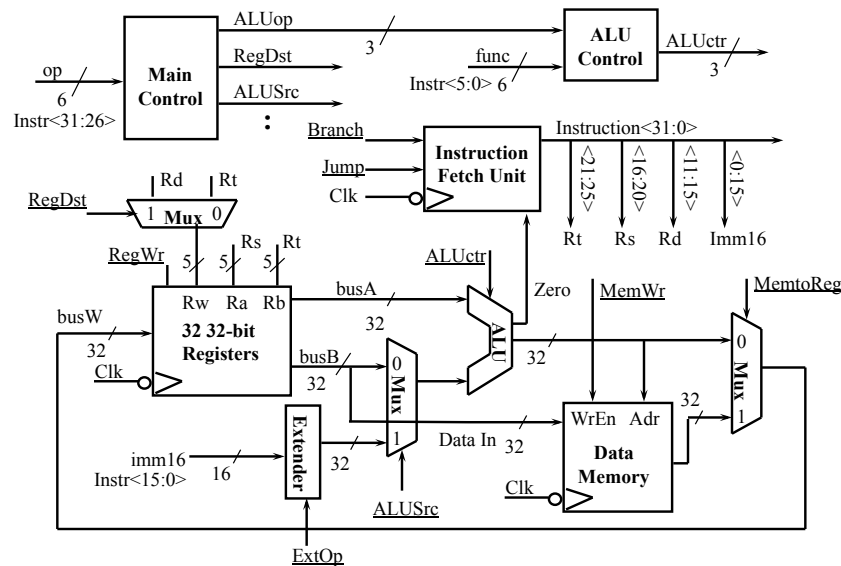 ALUop
3
RegDst
ALUSrc
:
op
6
Instr<31:26>
Main
Control
func
Instr<5:0> 6
ALU
Control
ALUctr
3
Branch
Jump
Clk
Instruction
Fetch Unit
Instruction<31:0>
<21:25>
<16:20>
<11:15>
<0:15>
Rt
Rs
Rd
Imm16
Rd
Rt
RegDst
1 Mux 0
RegWr
5
5
5
Rs
Rt
busW
32
Clk
Rw Ra Rb
32 32-bit
Registers
busA
32
busB
32
0
Mux
1
ALUSrc
ALUctr
ALU
Zero
32
MemWr
MemtoReg
0
Mux
1
32
WrEn Adr
Data
Memory
Clk
Data In
32
imm16
Instr<15:0>
16
Extender
32
ExtOp